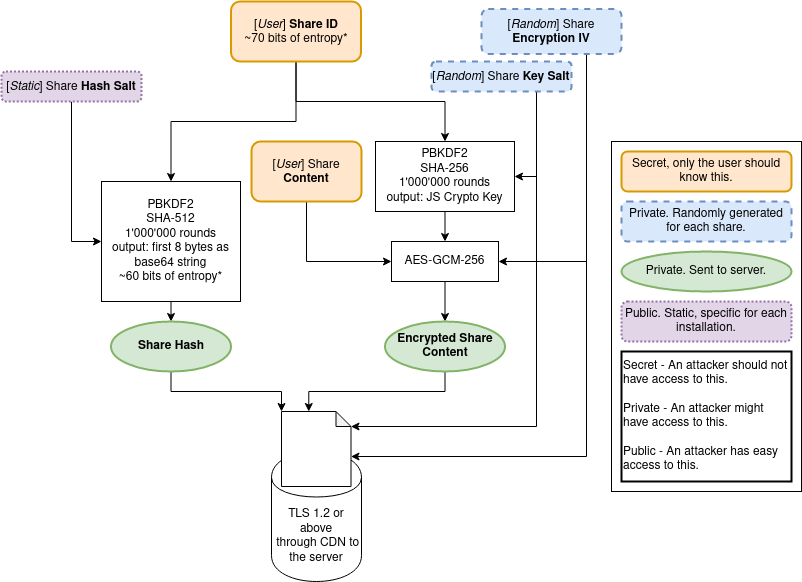 [User] Share ID
~70 bits of entropy*
[Random] Share
Encryption IV
[Random] Share Key Salt
[Static] Share Hash Salt
[User] Share
Content
PBKDF2
SHA-256
1'000'000 rounds
output: JS Crypto Key
PBKDF2
SHA-512
1'000'000 rounds
output: first 8 bytes as
base64 string
~60 bits of entropy*
AES-GCM-256
Share Hash
Encrypted Share
Content
TLS 1.2 or
above
through CDN to
the server
Secret, only the user should
know this.
Private. Randomly generated
for each share.
Private. Sent to server.
Public. Static, specific for each
installation.
Secret - An attacker should not
have access to this.
Private - An attacker might
have access to this.
Public - An attacker has easy
access to this.